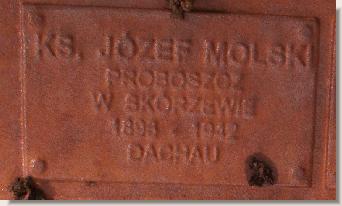 KS. JÓZEF MOLSKI
PROBOSZCZ
W SKÓRZEWIE
1893 - 1942
DACHAU